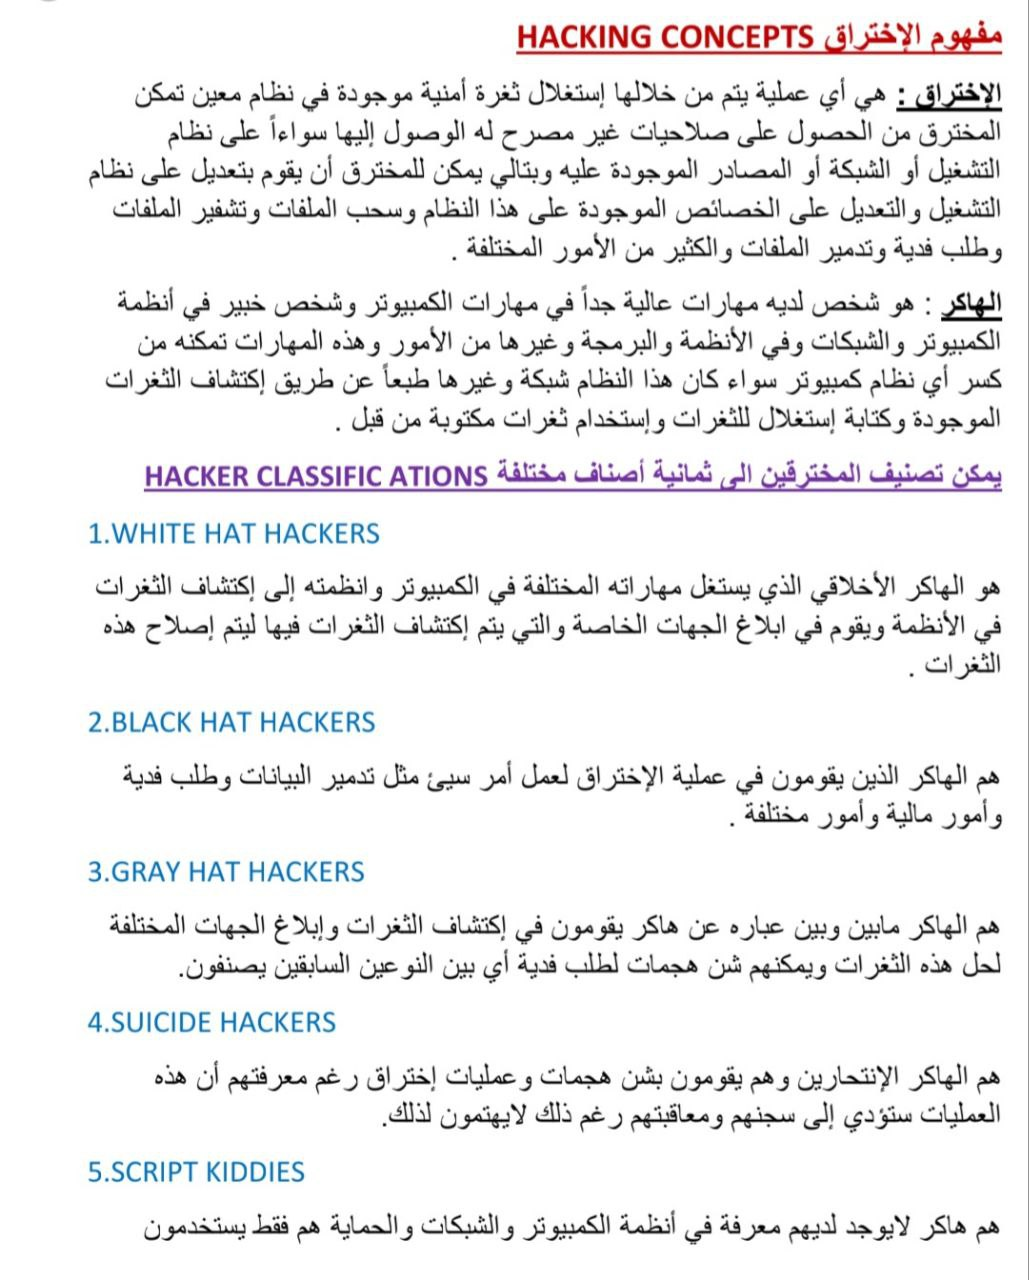 مفهوم الإختراق HACKING CONCEPTS
الإختراق : هي أي عملية يتم من خلالها إستغلال ثغرة أمنية موجودة في نظام معين تمكن
المخترق من الحصول على صلاحيات غير مصرح له الوصول إليها سواءاً على نظام
التشغيل أو الشبكة أو المصادر الموجودة عليه وبتالي يمكن للمخترق أن يقوم بتعديل على نظام
التشغيل والتعديل على الخصائص الموجودة على هذا النظام وسحب الملفات وتشفير الملفات
وطلب فدية وتدمير الملفات والكثير من الأمور المختلفة .
الهاكر : هو شخص لديه مهارات عالية جداً في مهارات الكمبيوتر وشخص خبير في أنظمة
الكمبيوتر والشبكات وفي الأنظمة والبرمجة وغيرها من الأمور وهذه المهارات تمكنه من
كسر أي نظام كمبيوتر سواء كان هذا النظام شبكة وغيرها طبعاً عن طريق إكتشاف الثغرات
الموجودة وكتابة إستغلال للثغرات وإستخدام ثغرات مكتوبة من قبل .
يمكن تصنيف المخترقين الى ثمانية أصناف مختلفة HACKER CLASSIFIC ATIONS
1.WHITE HAT HACKERS
هو الهاكر الأخلاقي الذي يستغل مهاراته المختلفة في الكمبيوتر وانظمته إلى إكتشاف الثغرات
في الأنظمة ويقوم في ابلاغ الجهات الخاصة والتي يتم إكتشاف الثغرات فيها ليتم إصلاح هذه
الثغرات .
2.BLACK HAT HACKERS
هم الهاكر الذين يقومون في عملية الإختراق لعمل أمر سيئ مثل تدمير البيانات وطلب فدية
وأمور مالية وأمور مختلفة .
3.GRAY HAT HACKERS
هم الهاكر مابين وبين عباره عن هاكر يقومون في إكتشاف الثغرات وإبلاغ الجهات المختلفة
لحل هذه الثغرات ويمكنهم شن هجمات لطلب فدية أي بين النوعين السابقين يصنفون.
4.SUICIDE HACKERS
هم الهاكر الإنتحارين وهم يقومون بشن هجمات وعمليات إختراق رغم معرفتهم أن هذه
العمليات ستؤدي إلى سجنهم ومعاقبتهم رغم ذلك لايهتمون لذلك.
5.SCRIPT KIDDIES
هم هاكر لايوجد لديهم معرفة في أنظمة الكمبيوتر والشبكات والحماية هم فقط يستخدمون